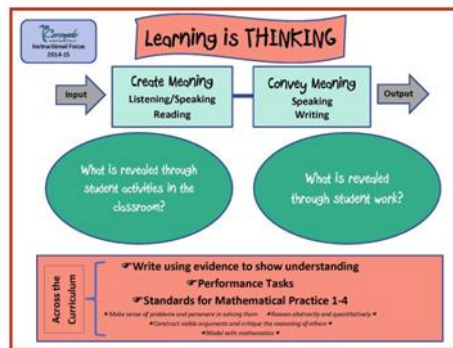 Coronado
Instructional Focus
2014-15
Learning is THINKING
Input
Create Meaning
Listening/Speaking
Reading
Convey Meaning
Speaking
Writing
Output
What is revealed through
student activities in the
classroom?
What is revealed
through student work?
Across the
Curriculum
☞Write using evidence to show understanding
☞Performance Tasks
☞Standards for Mathematical Practice 1-4
•Make sense of problems and persevere in solving them •Reason abstractly and quantitatively•
•Construct viable arguments and critique the reasoning of others•
•Model with mathematics•